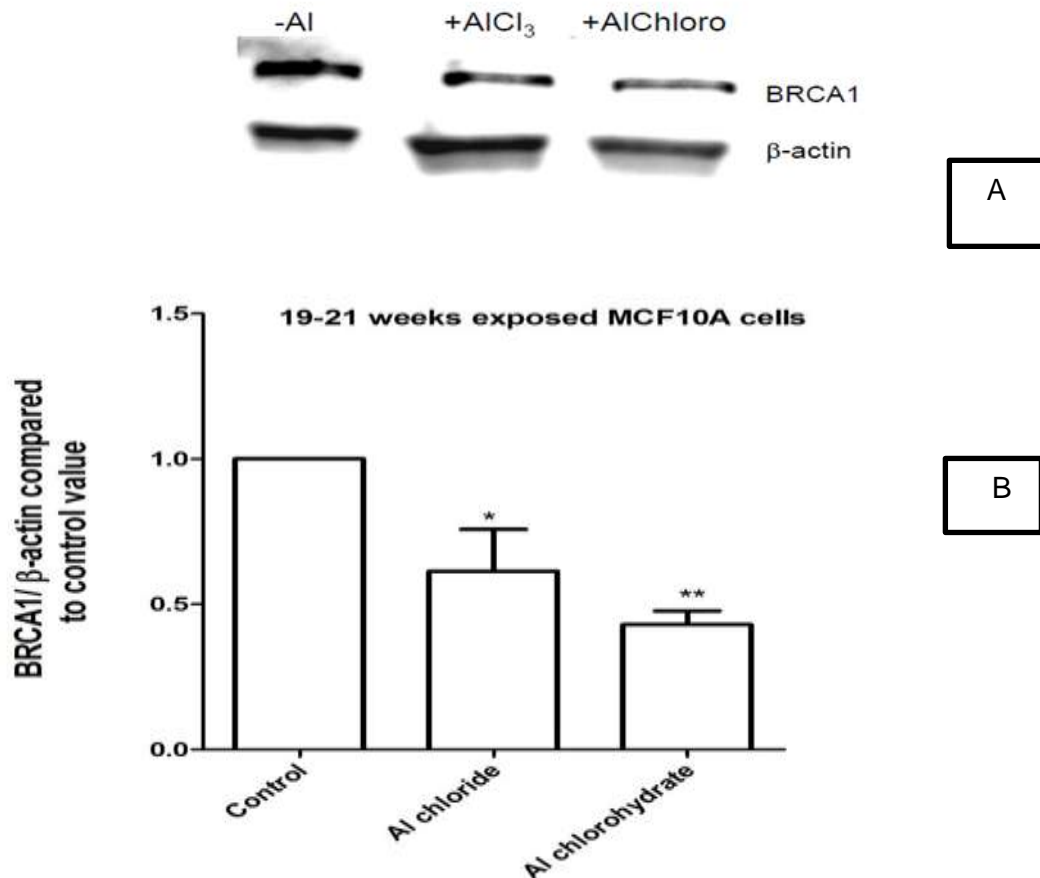 -Al +AlCl₃ +AlChloro
BRCA1
β-actin
A
19-21 weeks exposed MCF10A cells
1.5
1.0
0.5
0.0
BRCA1/ β-actin compared
to control value
*
**
B
Control
Al chloride
Al chlorohydrate